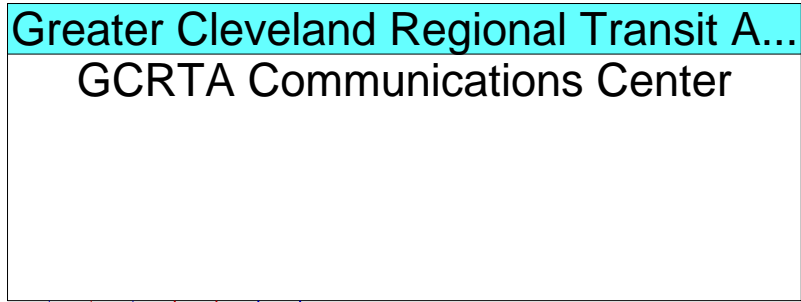 Greater Cleveland Regional Transit A...
GCRTA Communications Center